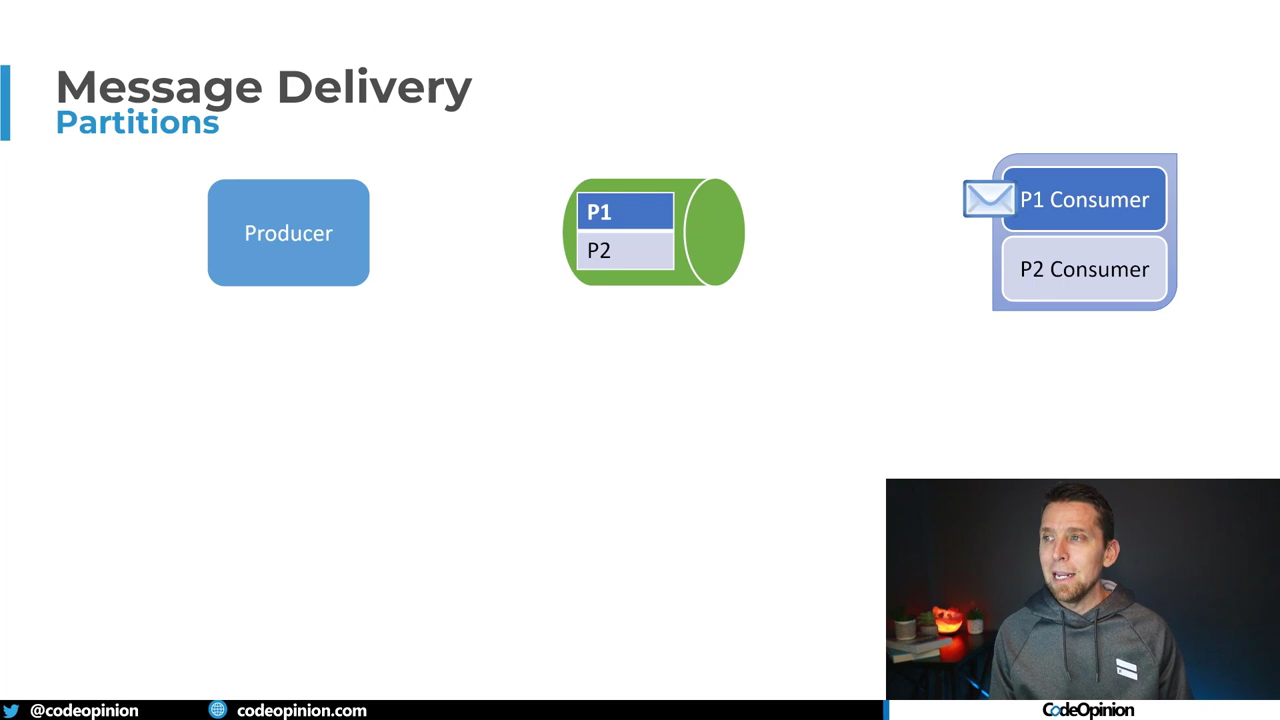 Message Delivery
Partitions
Producer
P1
P2
P1 Consumer
P2 Consumer
@codeopinion
codeopinion.com
CodeOpinion